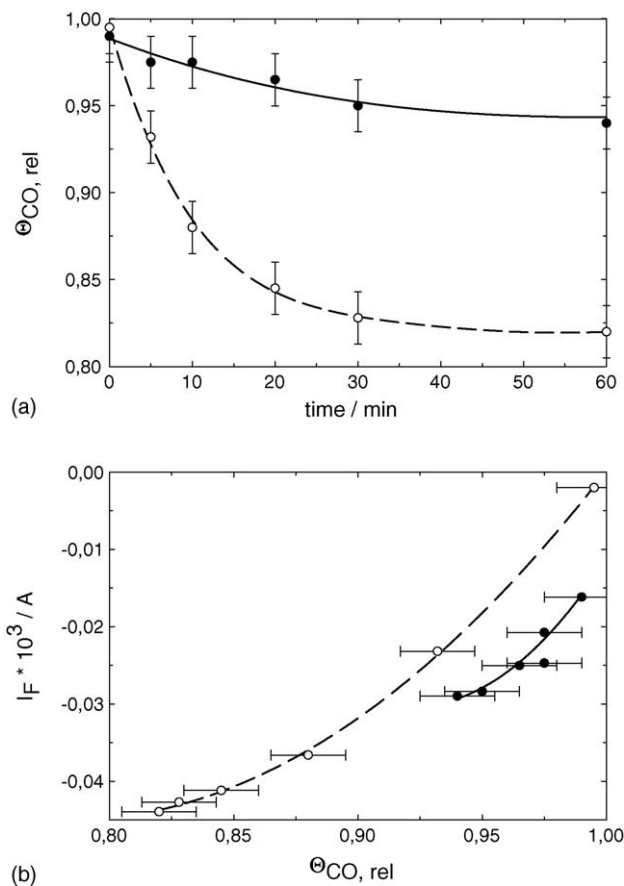 1,00
0,95
0,90
0,85
0,80
ΘCO, rel
0 10 20 30 40 50 60
time / min
(a)
0,00
-0,01
-0,02
-0,03
-0,04
I_F * 10^3 / A
0,80 0,85 0,90 0,95 1,00
ΘCO, rel
(b)